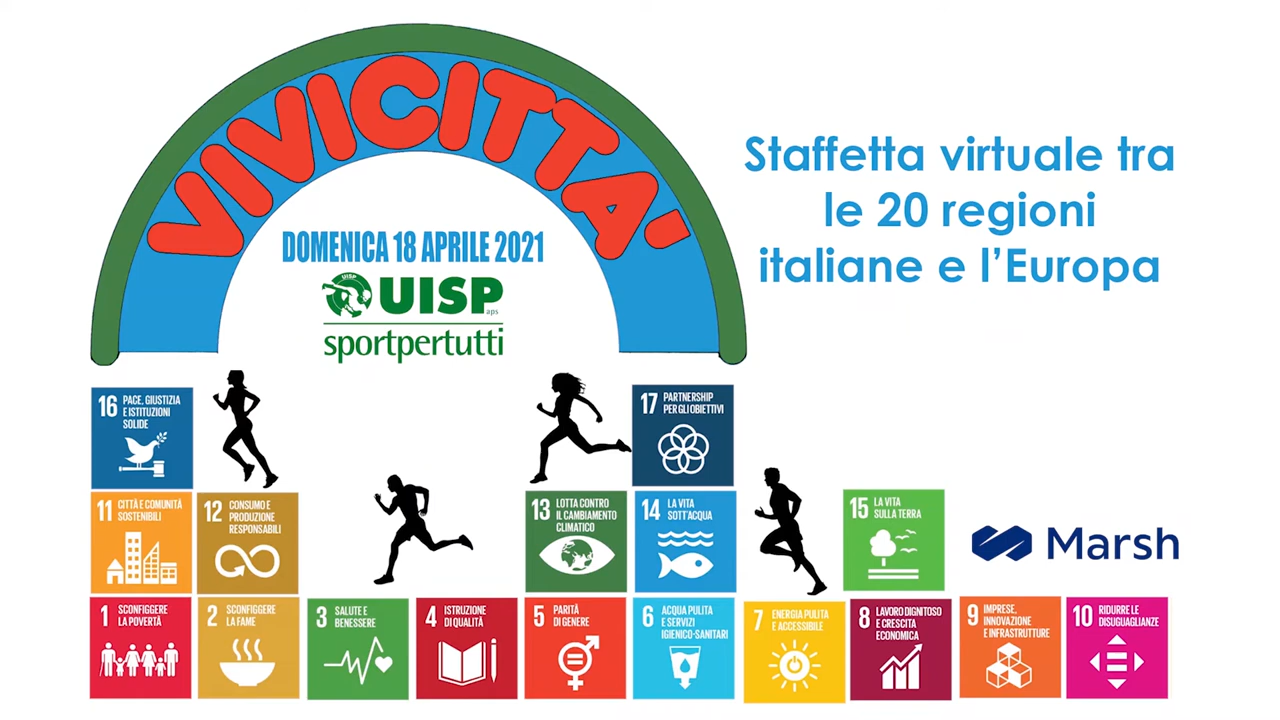 VIVICITTA'
DOMENICA 18 APRILE 2021
UISP
UISP
aps
sportpertutti
Staffetta virtuale tra
le 20 regioni
italiane e l'Europa
16 PACE, GIUSTIZIA
E ISTITUZIONI
SOLIDE
17 PARTNERSHIP
PER GLI OBIETTIVI
11 CITTÀ E COMUNITÀ
SOSTENIBILI
12 CONSUMO E
PRODUZIONE
RESPONSABILI
13 LOTTA CONTRO
IL CAMBIAMENTO
CLIMATICO
14 LA VITA
SOTT'ACQUA
15 LA VITA
SULLA TERRA
Marsh
1 SCONFIGGERE
LA POVERTÀ
2 SCONFIGGERE
LA FAME
3 SALUTE E
BENESSERE
4 ISTRUZIONE
DI QUALITÀ
5 PARITÀ
DI GENERE
6 ACQUA PULITA
E SERVIZI
IGIENICO-SANITARI
7 ENERGIA PULITA
E ACCESSIBILE
8 LAVORO DIGNITOSO
E CRESCITA
ECONOMICA
9 IMPRESE,
INNOVAZIONE
E INFRASTRUTTURE
10 RIDURRE LE
DISUGUAGLIANZE